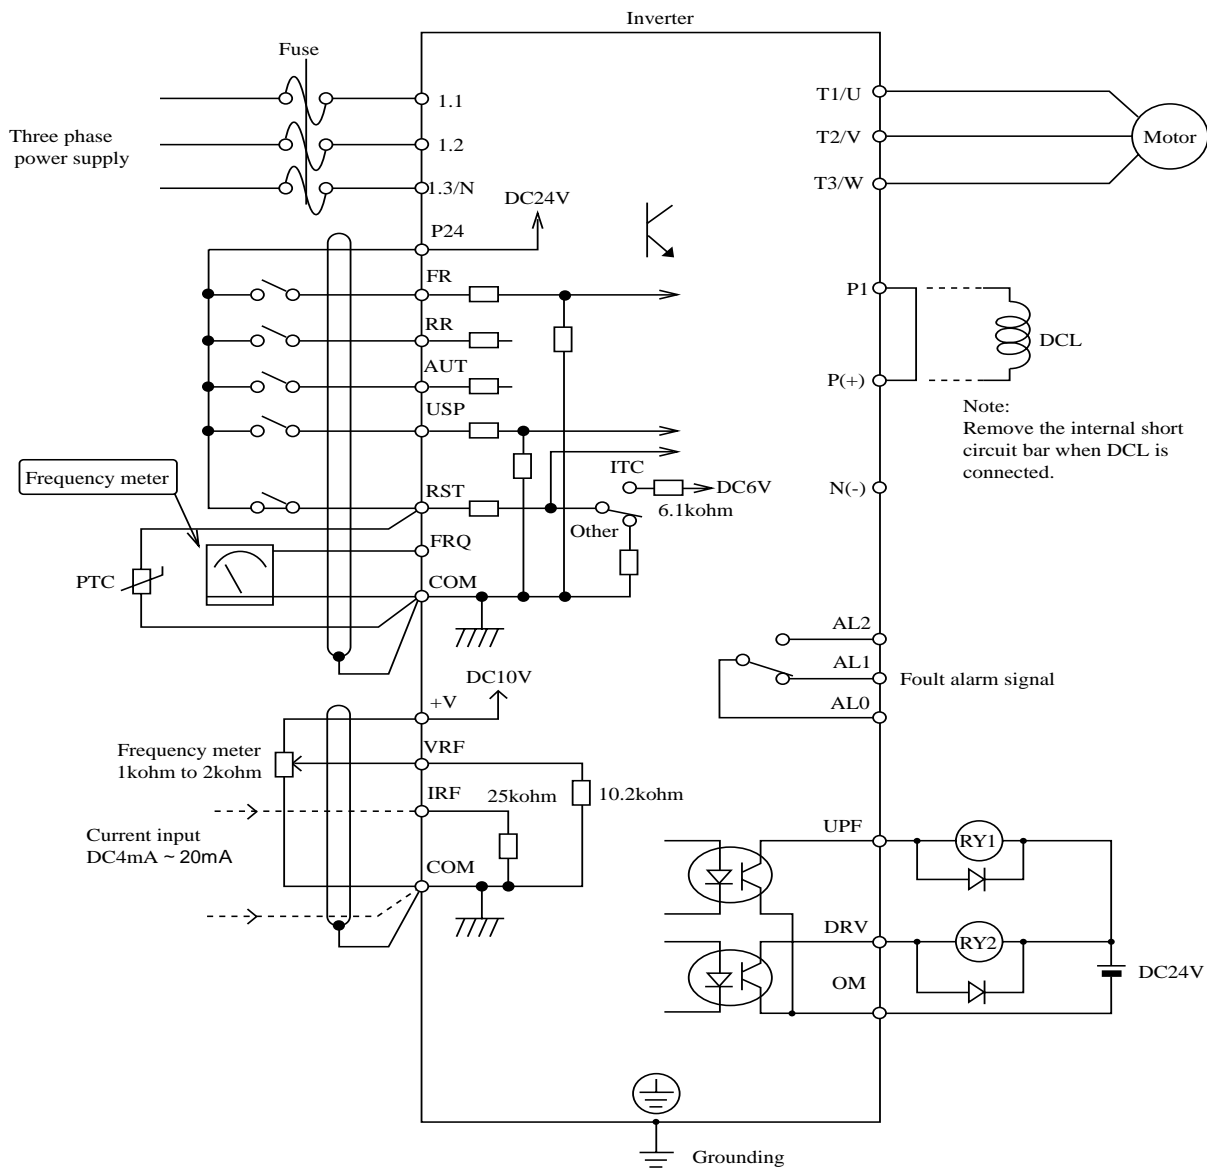 Inverter
Fuse
1.1
1.2
1.3/N
Three phase
power supply
T1/U
T2/V
T3/W
Motor
DC24V
P24
FR
RR
AUT
USP
RST
FRQ
COM
Frequency meter
PTC
ITC
DC6V
6.1kohm
Other
P1
P(+)
DCL
Note:
Remove the internal short
circuit bar when DCL is
connected.
N(-)
AL2
AL1
AL0
Foult alarm signal
DC10V
+V
VRF
IRF
COM
Frequency meter
1kohm to 2kohm
25kohm
10.2kohm
Current input
DC4mA ~ 20mA
UPF
RY1
DRV
RY2
OM
DC24V
Grounding